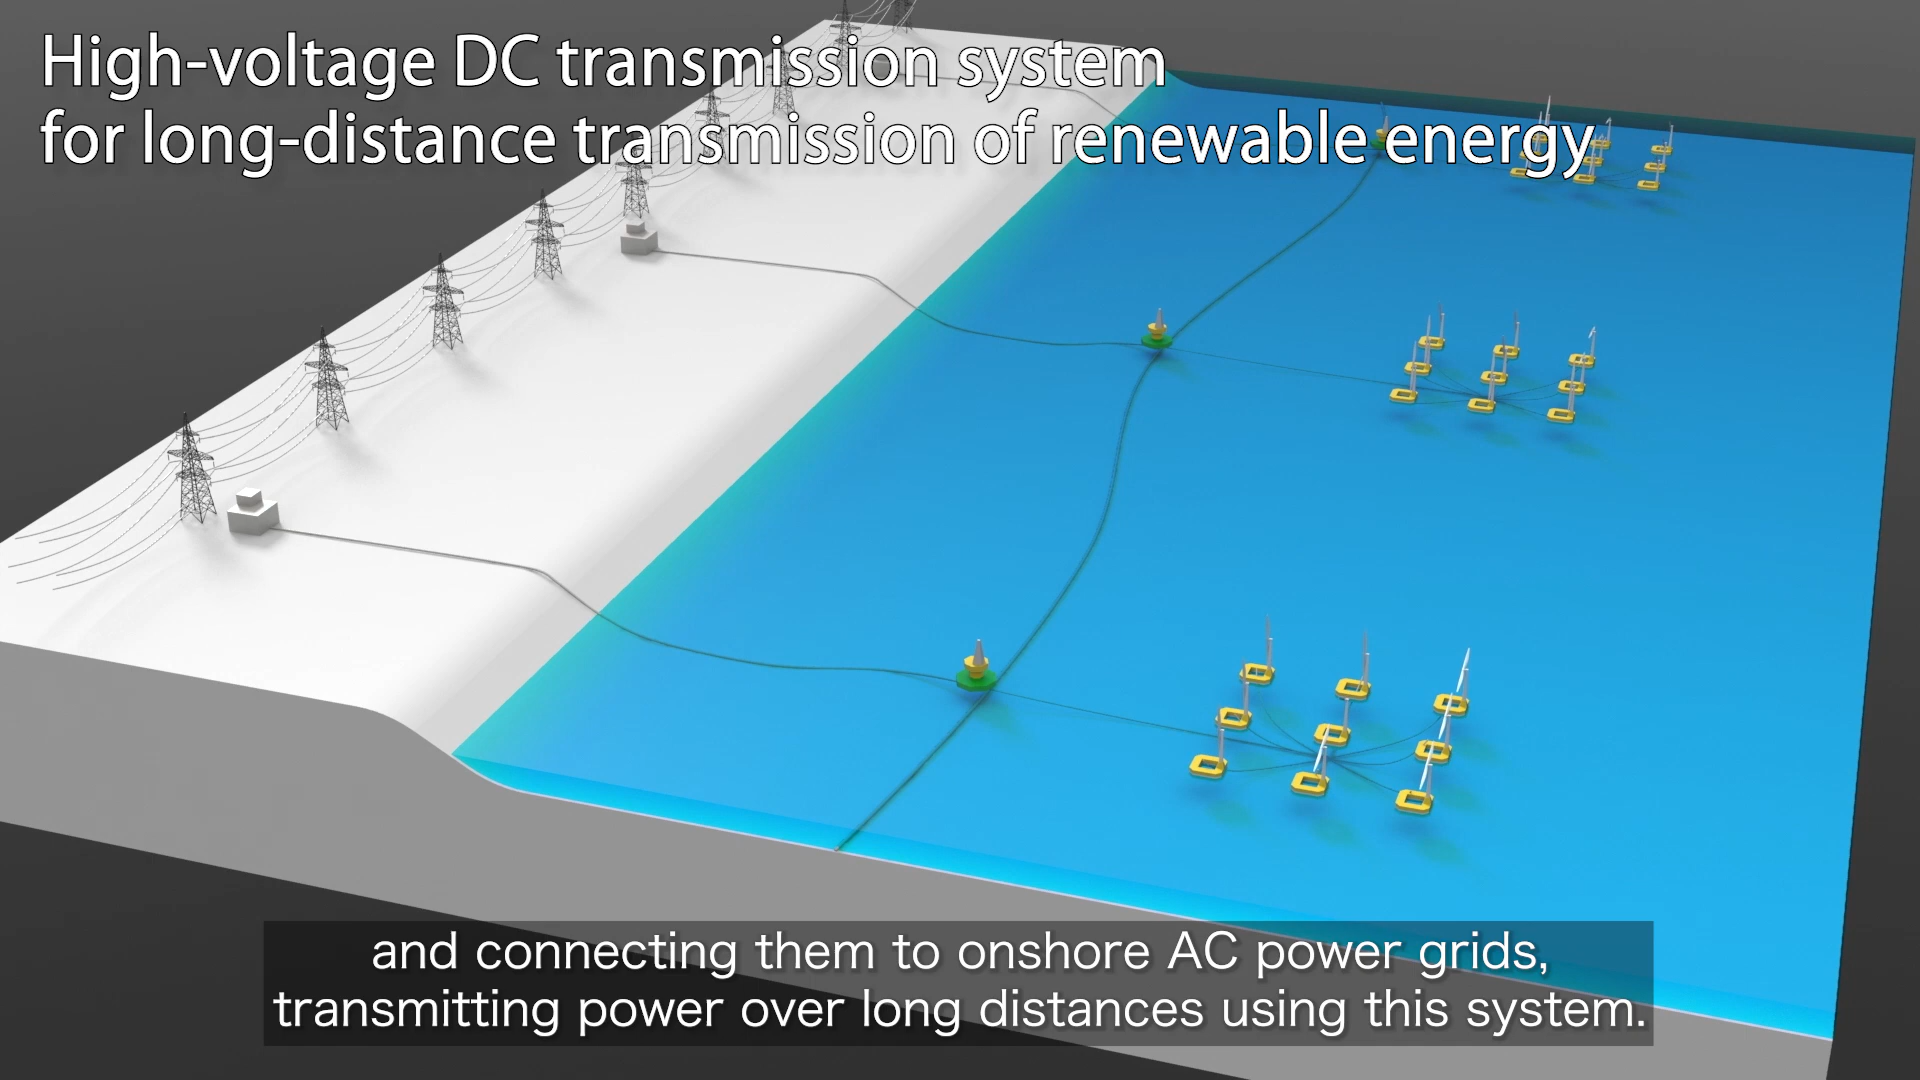 High-voltage DC transmission system
for long-distance transmission of renewable energy
and connecting them to onshore AC power grids,
transmitting power over long distances using this system.